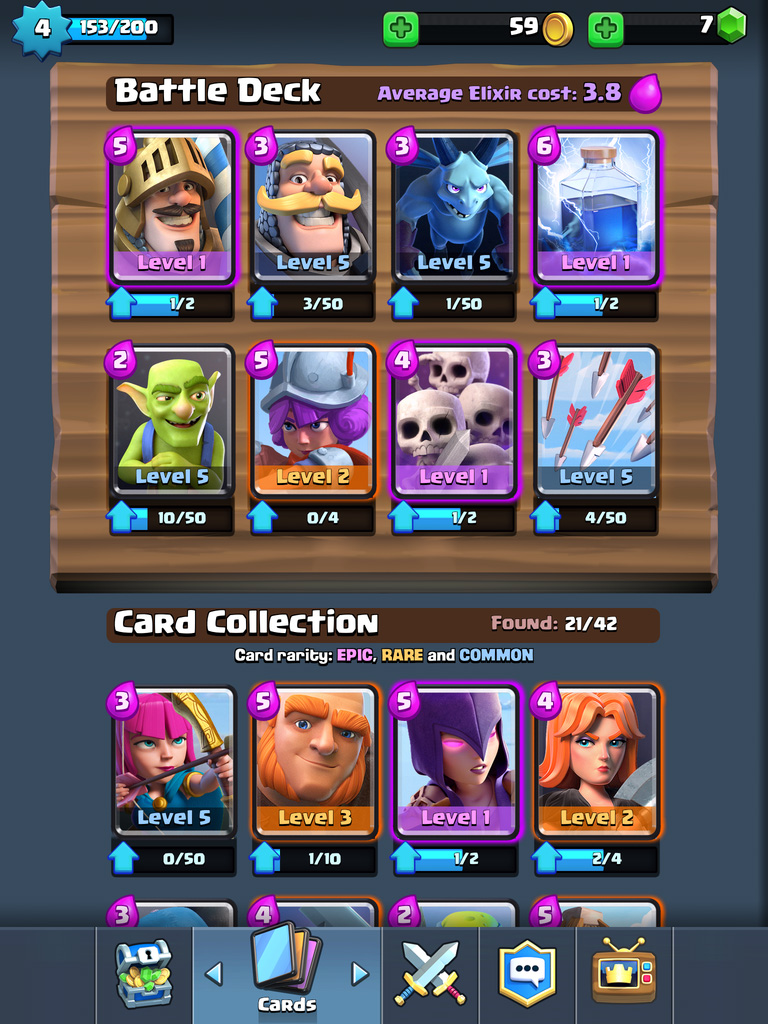 4 153/200 59 7
Battle Deck Average Elixir cost: 3.8
5 3 3 6
Level 1 Level 5 Level 5 Level 1
1/2 3/50 1/50 1/2
2 5 4 3
Level 5 Level 2 Level 1 Level 5
10/50 0/4 1/2 4/50
Card Collection Found: 21/42
Card rarity: EPIC, RARE and COMMON
3 5 5 4
Level 5 Level 3 Level 1 Level 2
0/50 1/10 1/2 2/4
3 4 2 5
Cards